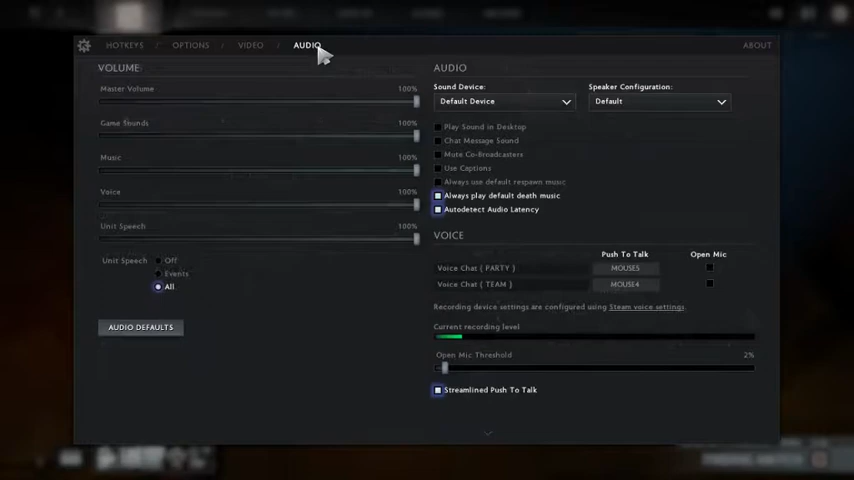 HOTKEYS / OPTIONS / VIDEO / AUDIO ABOUT
VOLUME
Master Volume 100%
Game Sounds 100%
Music 100%
Voice 100%
Unit Speech 100%
Unit Speech Off
Events
All
AUDIO DEFAULTS
AUDIO
Sound Device: Speaker Configuration:
Default Device Default
Play Sound in Desktop
Chat Message Sound
Mute Co-Broadcasters
Use Captions
Always use default respawn music
Always play default death music
Autodetect Audio Latency
VOICE
Push To Talk Open Mic
Voice Chat ( PARTY ) MOUSE5
Voice Chat ( TEAM ) MOUSE4
Recording device settings are configured using Steam voice settings.
Current recording level
Open Mic Threshold 2%
Streamlined Push To Talk